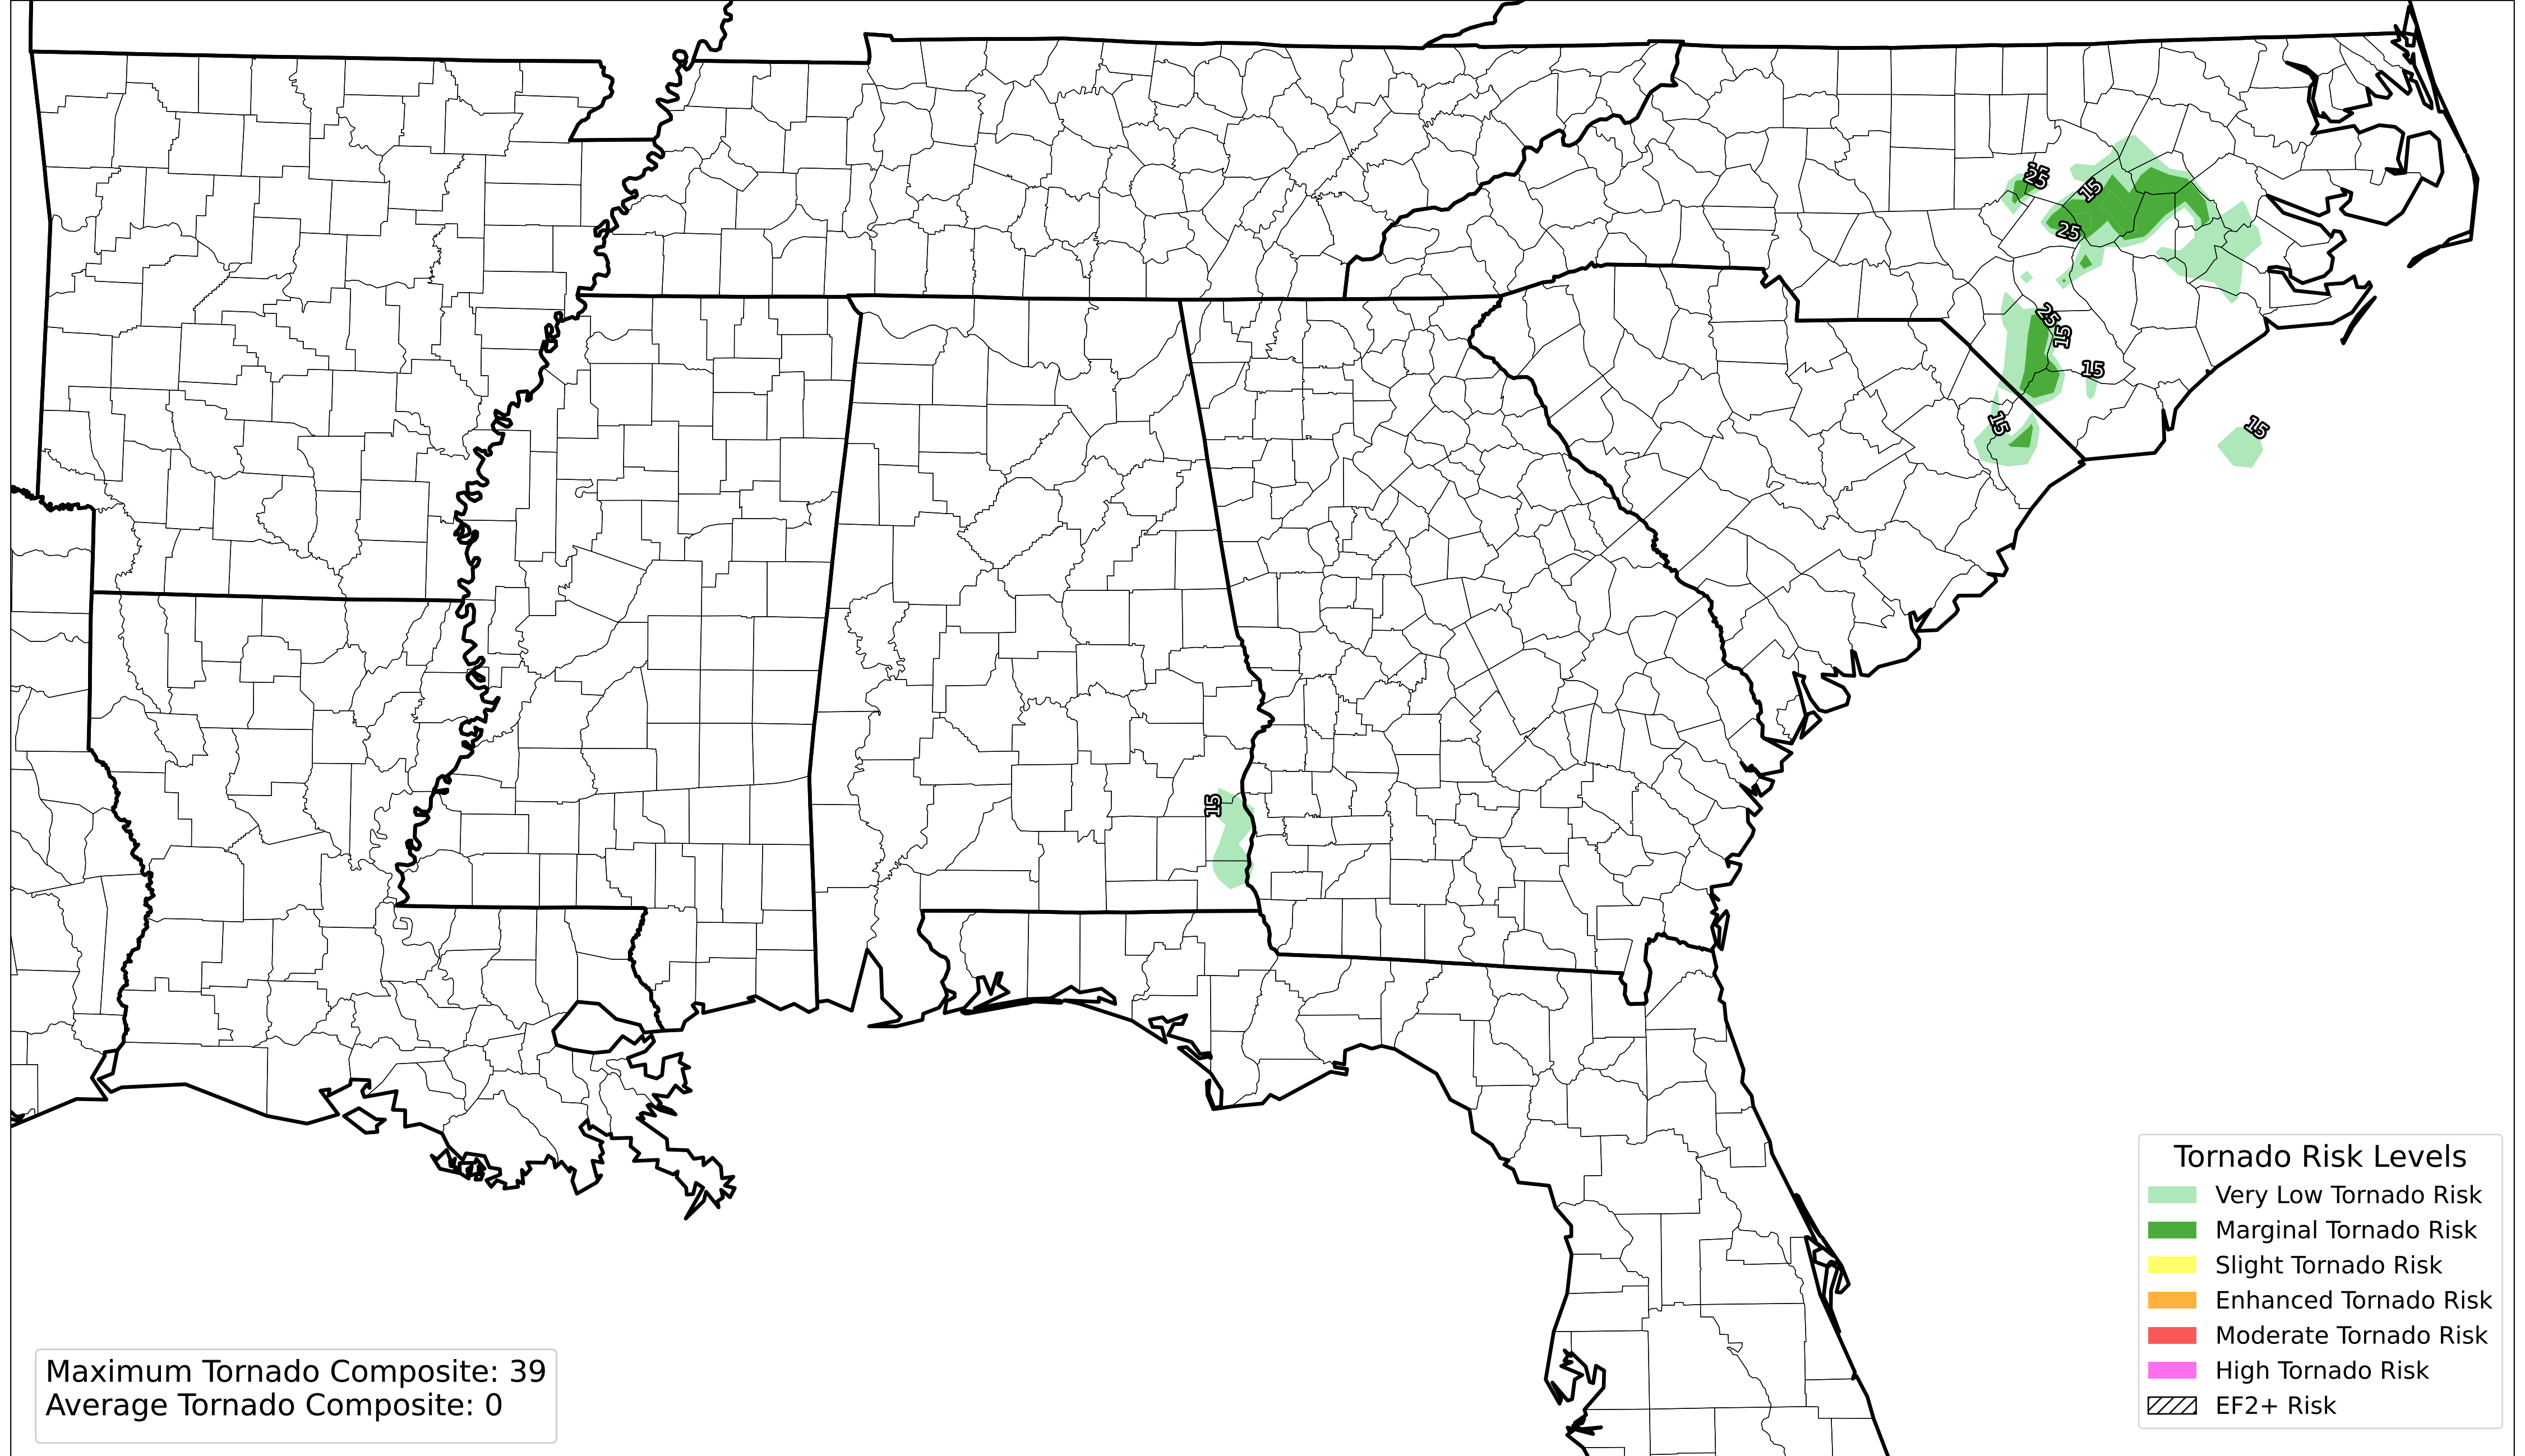 25
25
15
25
25
15
15
15
15
15
Tornado Risk Levels
Very Low Tornado Risk
Marginal Tornado Risk
Slight Tornado Risk
Enhanced Tornado Risk
Moderate Tornado Risk
High Tornado Risk
EF2+ Risk
Maximum Tornado Composite: 39
Average Tornado Composite: 0